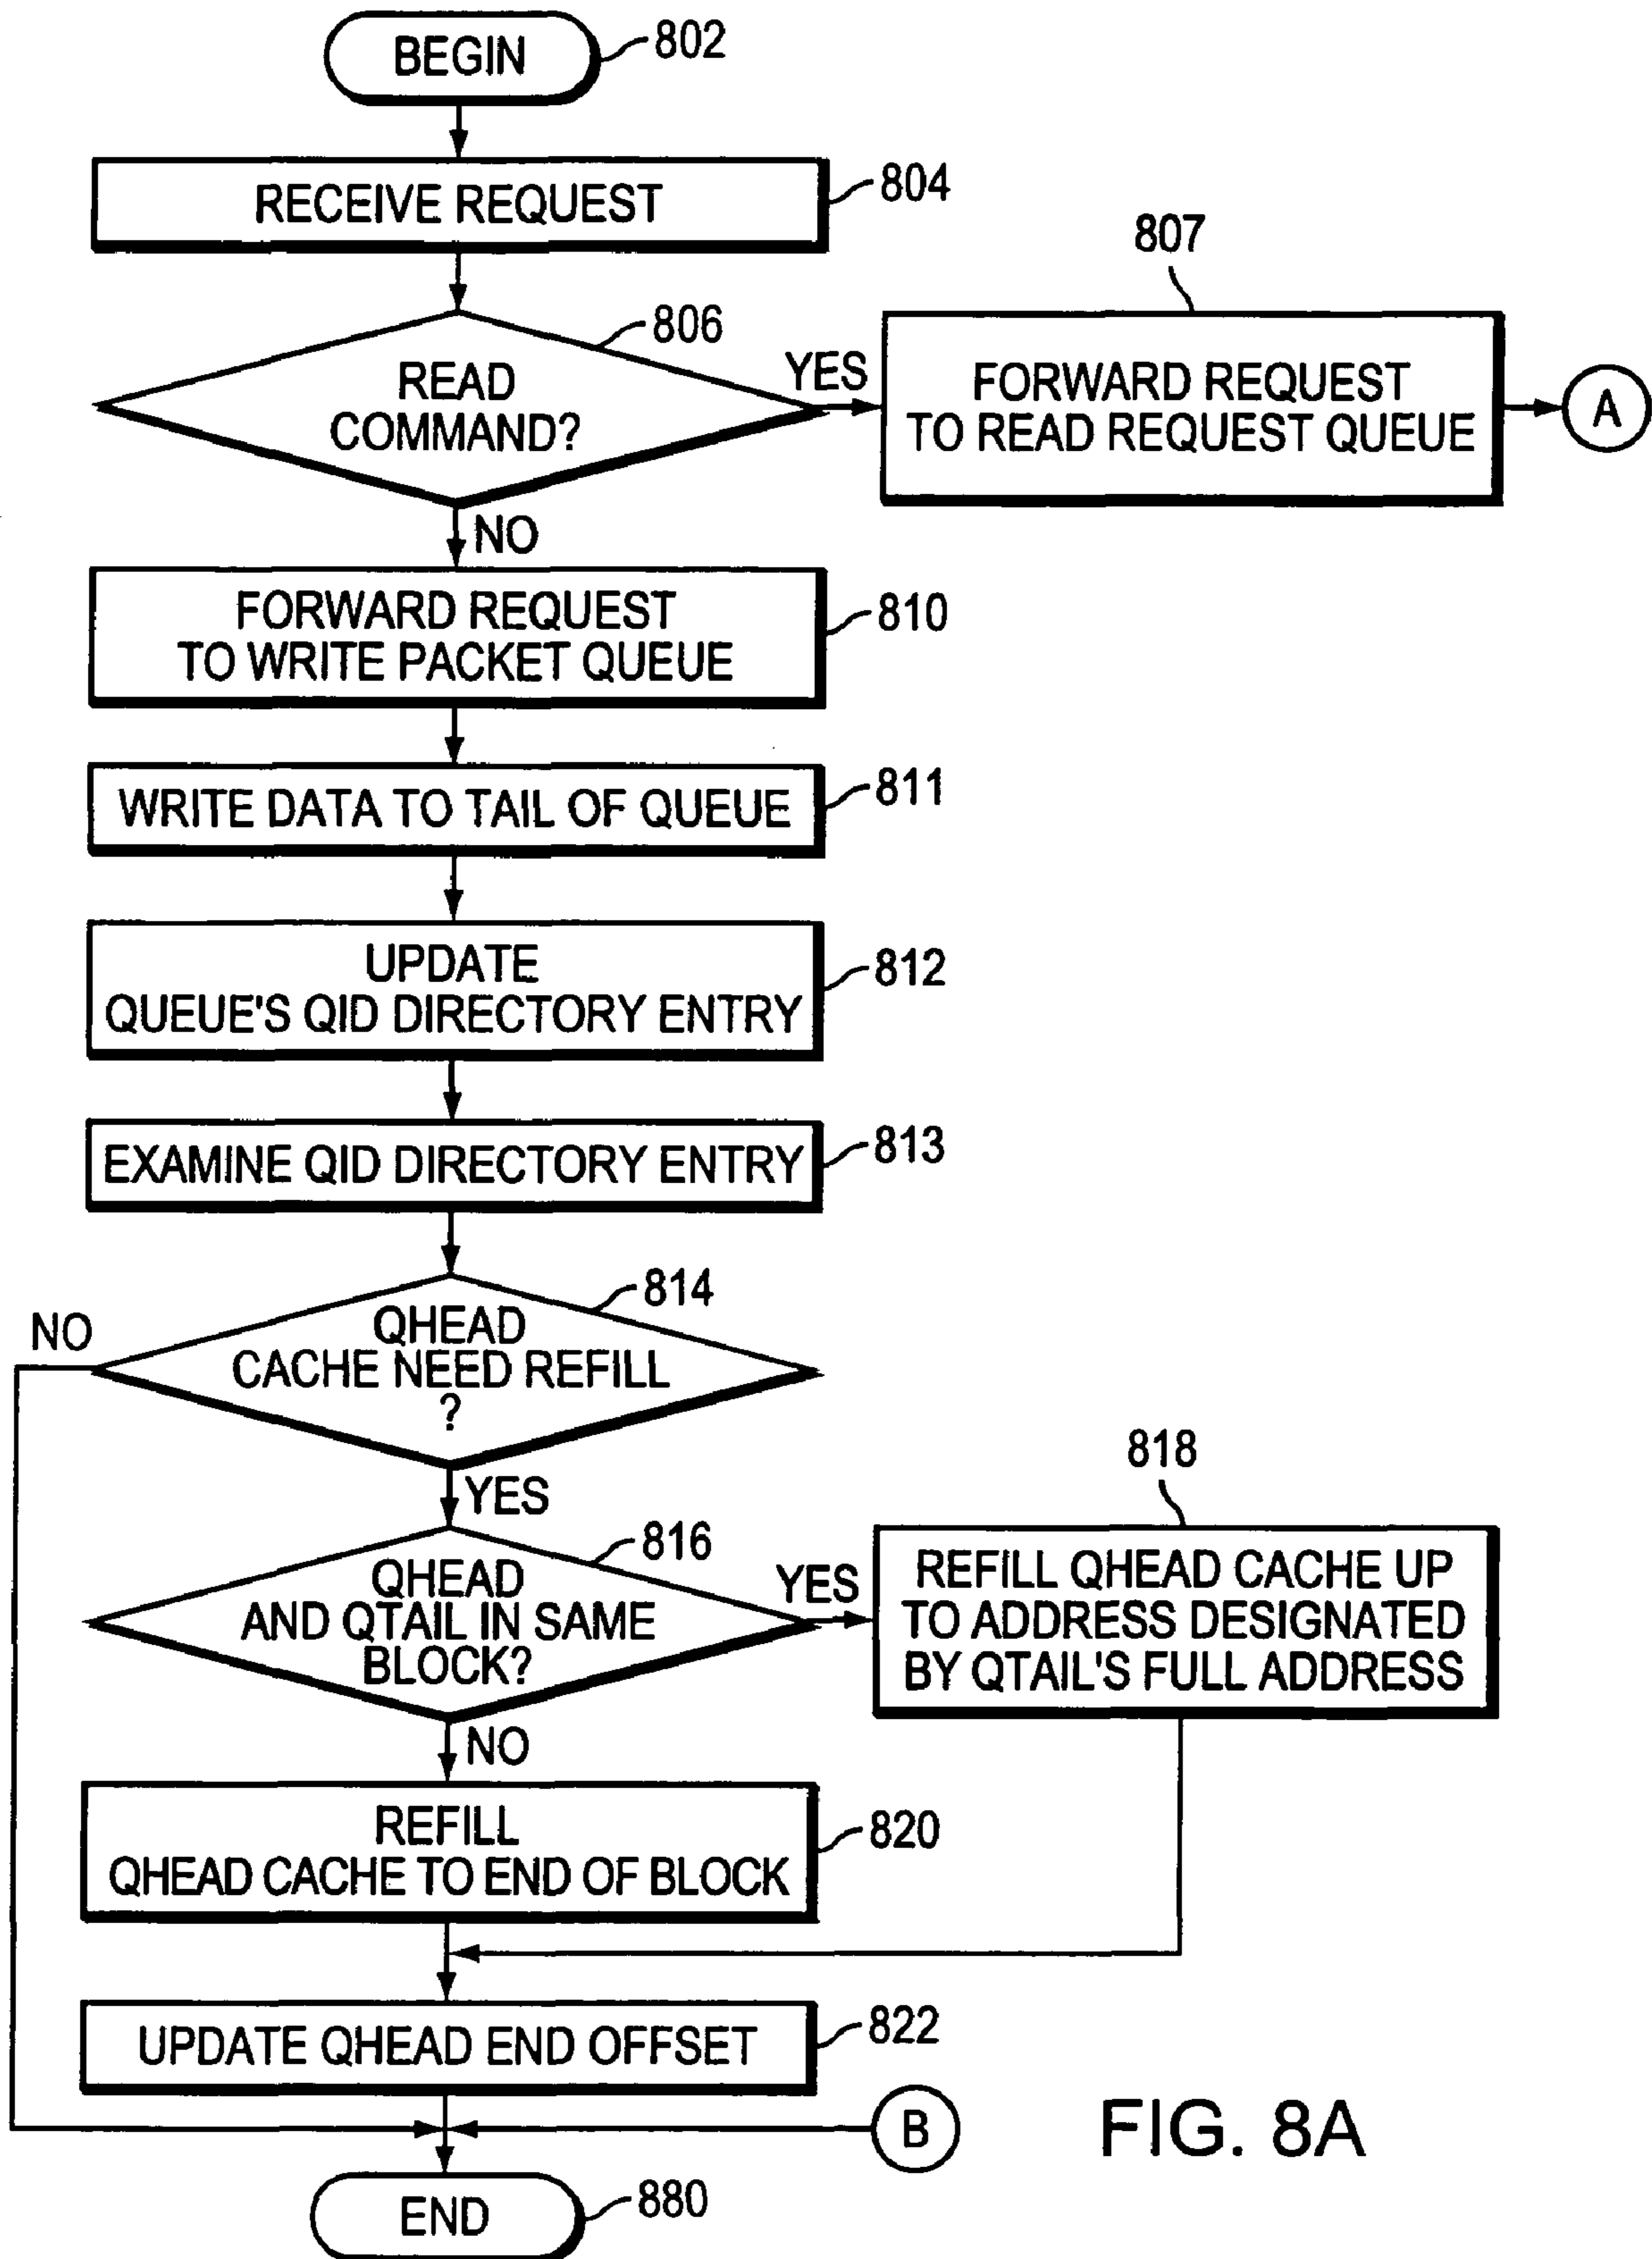 BEGIN
802
RECEIVE REQUEST
804
807
806
READ
COMMAND?
YES
FORWARD REQUEST
TO READ REQUEST QUEUE
A
NO
FORWARD REQUEST
TO WRITE PACKET QUEUE
810
WRITE DATA TO TAIL OF QUEUE
811
UPDATE
QUEUE'S QID DIRECTORY ENTRY
812
EXAMINE QID DIRECTORY ENTRY
813
814
NO
QHEAD
CACHE NEED REFILL
?
YES
818
816
QHEAD
AND QTAIL IN SAME
BLOCK?
YES
REFILL QHEAD CACHE UP
TO ADDRESS DESIGNATED
BY QTAIL'S FULL ADDRESS
NO
REFILL
QHEAD CACHE TO END OF BLOCK
820
UPDATE QHEAD END OFFSET
822
B
FIG. 8A
END
880